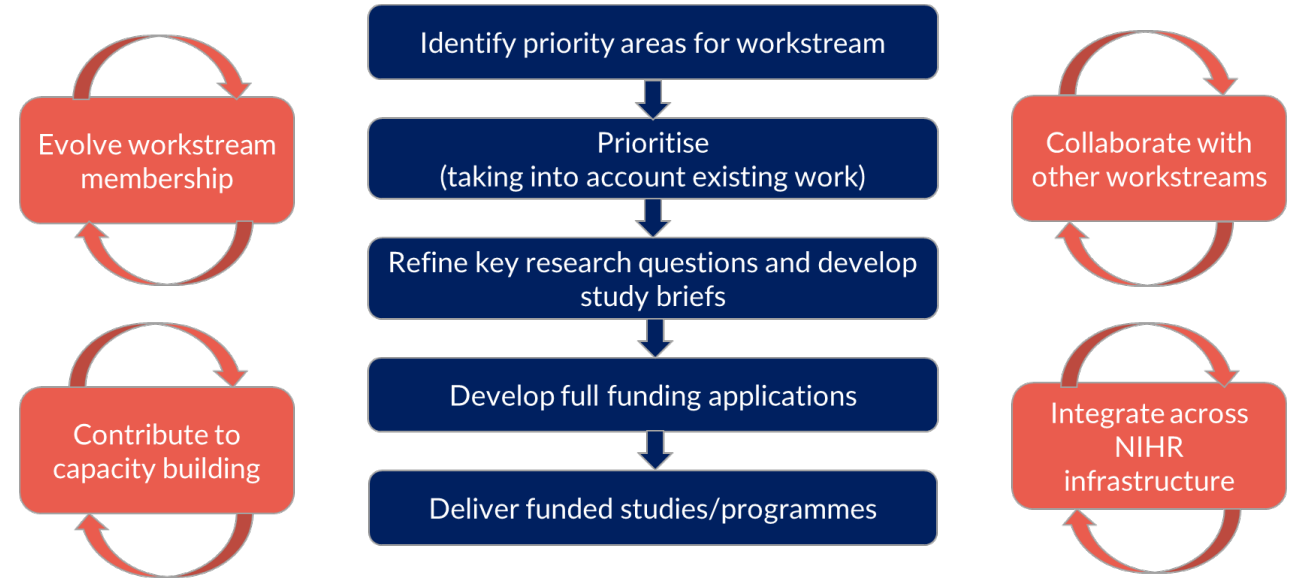 Identify priority areas for workstream
Prioritise
(taking into account existing work)
Refine key research questions and develop
study briefs
Develop full funding applications
Deliver funded studies/programmes
Evolve workstream
membership
Contribute to
capacity building
Collaborate with
other workstreams
Integrate across
NIHR
infrastructure